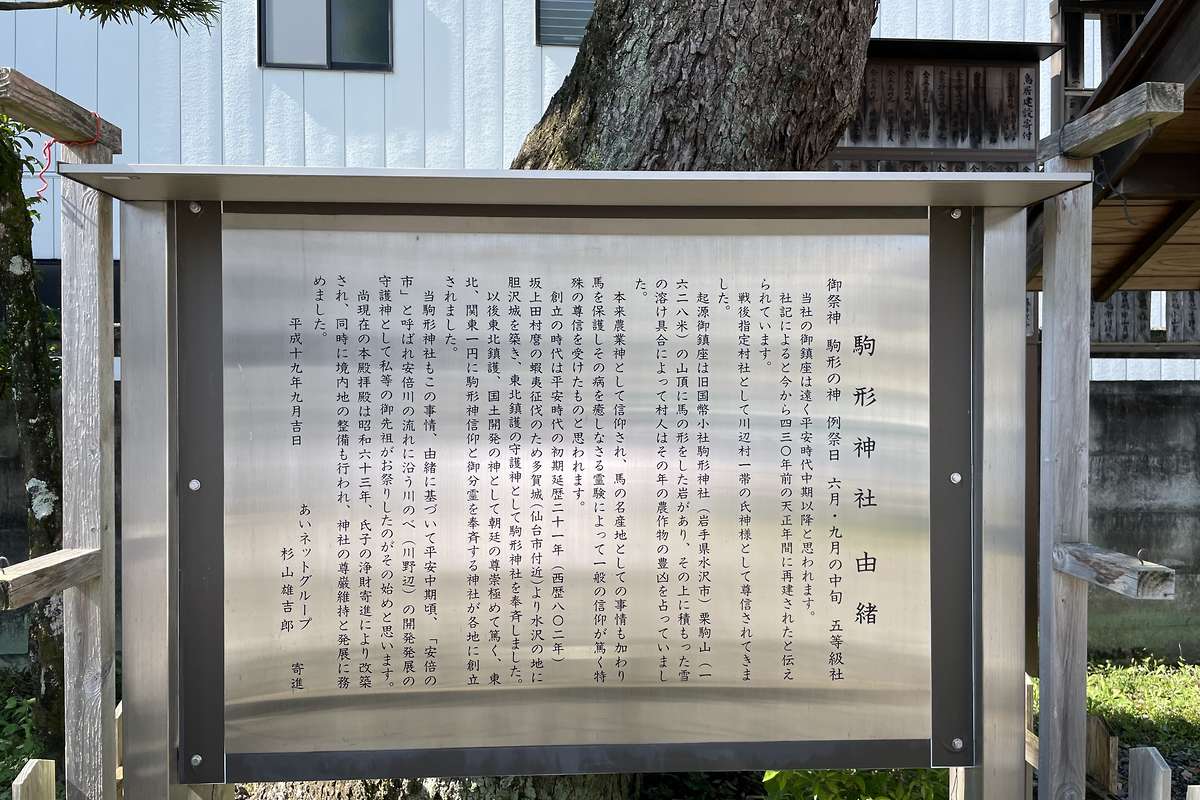 駒形神社由緒
御祭神　駒形の神　例祭日　六月・九月の中旬　五等級社
当社の御鎮座は遠く平安時代中期以降と思われます。
社記によると今から四三〇年前の天正年間に再建されたと伝え
られています。
戦後指定村社として川辺村一帯の氏神様として尊信されてきま
した。
起源御鎮座は旧国幣小社駒形神社（岩手県水沢市）栗駒山（一
六二八米）の山頂に馬の形をした岩があり、その上に積もった雪
の溶け具合によって村人はその年の農作物の豊凶を占っていまし
た。
本来農業神として信仰され、馬の名産地としての事情も加わり
馬を保護しその病を癒しなさる霊験によって一般の信仰が篤く特
殊の尊信を受けたものと思われます。
創立の時代は平安時代の初期延歴二十一年（西歴八〇二年）
坂上田村麿の蝦夷征伐のため多賀城（仙台市付近）より水沢の地に
胆沢城を築き、東北鎮護の守護神として駒形神社を奉斉しました。
以後東北鎮護、国土開発の神として朝廷の尊崇極めて篤く、東
北、関東一円に駒形神信仰と御分霊を奉斉する神社が各地に創立
されました。
当駒形神社もこの事情、由緒に基づいて平安中期頃、「安倍の
市」と呼ばれ安倍川の流れに沿う川のべ（川野辺）の開発発展の
守護神として私等の御先祖がお祭りしたのがその始めと思います。
尚現在の本殿拝殿は昭和六十三年、氏子の浄財寄進により改築
され、同時に境内地の整備も行われ、神社の尊厳維持と発展に務
めました。
平成十九年九月吉日
あいネットグループ
杉山雄吉郎　寄進
鳥居建設寄付